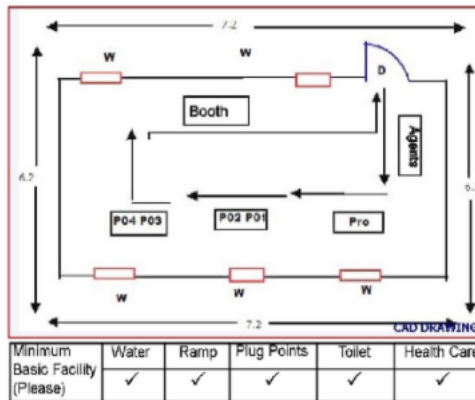 7.2
W
W
D
Booth
Agents
6.2
6.
P04 P03
P02 P01
Pro
W
W
W
7.2
CAD DRAWING
Minimum Basic Facility (Please)
Water
Ramp
Plug Points
Toilet
Health Care
✓ ✓ ✓ ✓ ✓